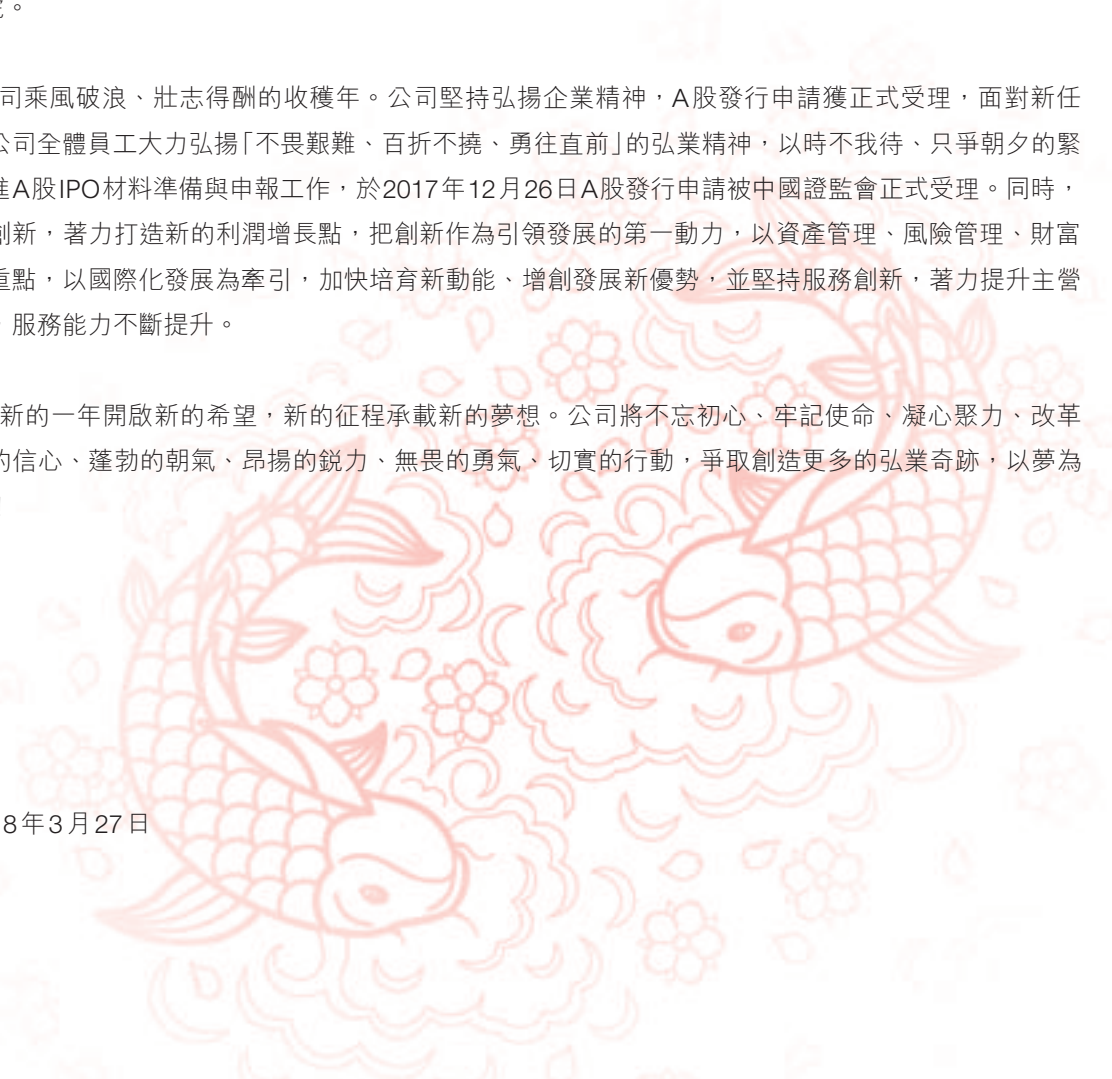 。
司乘風破浪、壯志得酬的收穫年。公司堅持弘揚企業精神，A股發行申請獲正式受理，面對新任
公司全體員工大力弘揚「不畏艱難、百折不撓、勇往直前」的弘業精神，以時不我待、只爭朝夕的緊
進A股IPO材料準備與申報工作，於2017年12月26日A股發行申請被中國證監會正式受理。同時，
創新，著力打造新的利潤增長點，把創新作為引領發展的第一動力，以資產管理、風險管理、財富
重點，以國際化發展為牽引，加快培育新動能、增創發展新優勢，並堅持服務創新，著力提升主營
，服務能力不斷提升。
新的一年開啟新的希望，新的征程承載新的夢想。公司將不忘初心、牢記使命、凝心聚力、改革
的信心、蓬勃的朝氣、昂揚的銳力、無畏的勇氣、切實的行動，爭取創造更多的弘業奇跡，以夢為
8年3月27日